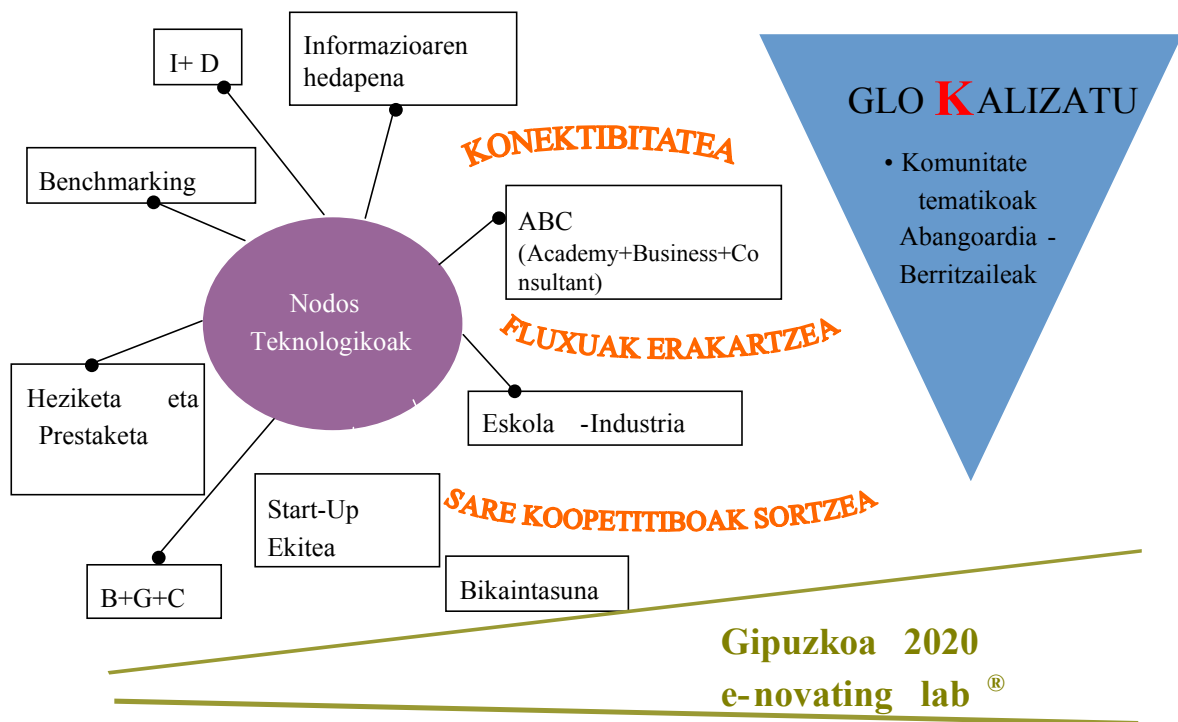 I+ D
Informazioaren
hedapena
KONEKTIBITATEA
GLO K ALIZATU
• Komunitate
tematikoak
Abangoardia -
Berritzaileak
Benchmarking
ABC
(Academy+Business+Co
nsultant)
Nodos
Teknologikoak
FLUXUAK ERAKARTZEA
Heziketa eta
Prestaketa
Eskola -Industria
Start-Up
Ekitea
SARE KOOPETITIBOAK SORTZEA
B+G+C
Bikaintasuna
Gipuzkoa 2020
e-novating lab ®